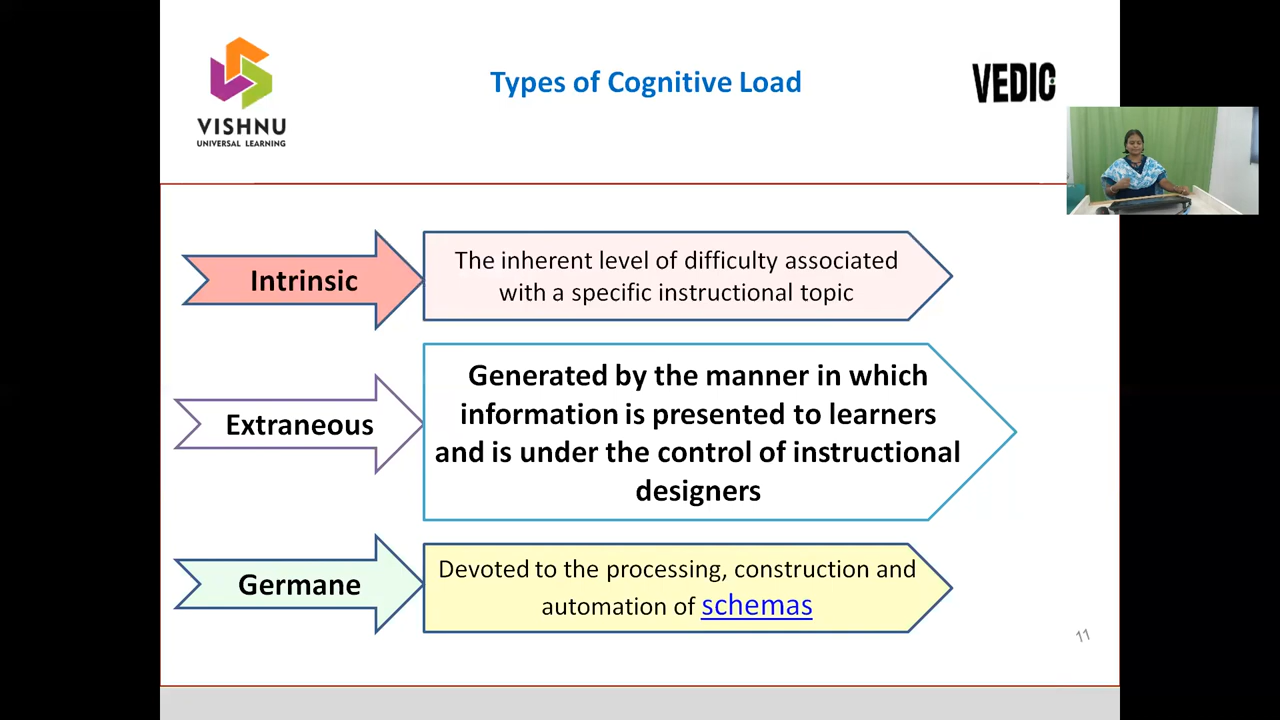 VISHNU
UNIVERSAL LEARNING
Types of Cognitive Load
VEDIC
Intrinsic
The inherent level of difficulty associated
with a specific instructional topic
Extraneous
Generated by the manner in which
information is presented to learners
and is under the control of instructional
designers
Germane
Devoted to the processing, construction and
automation of schemas
11